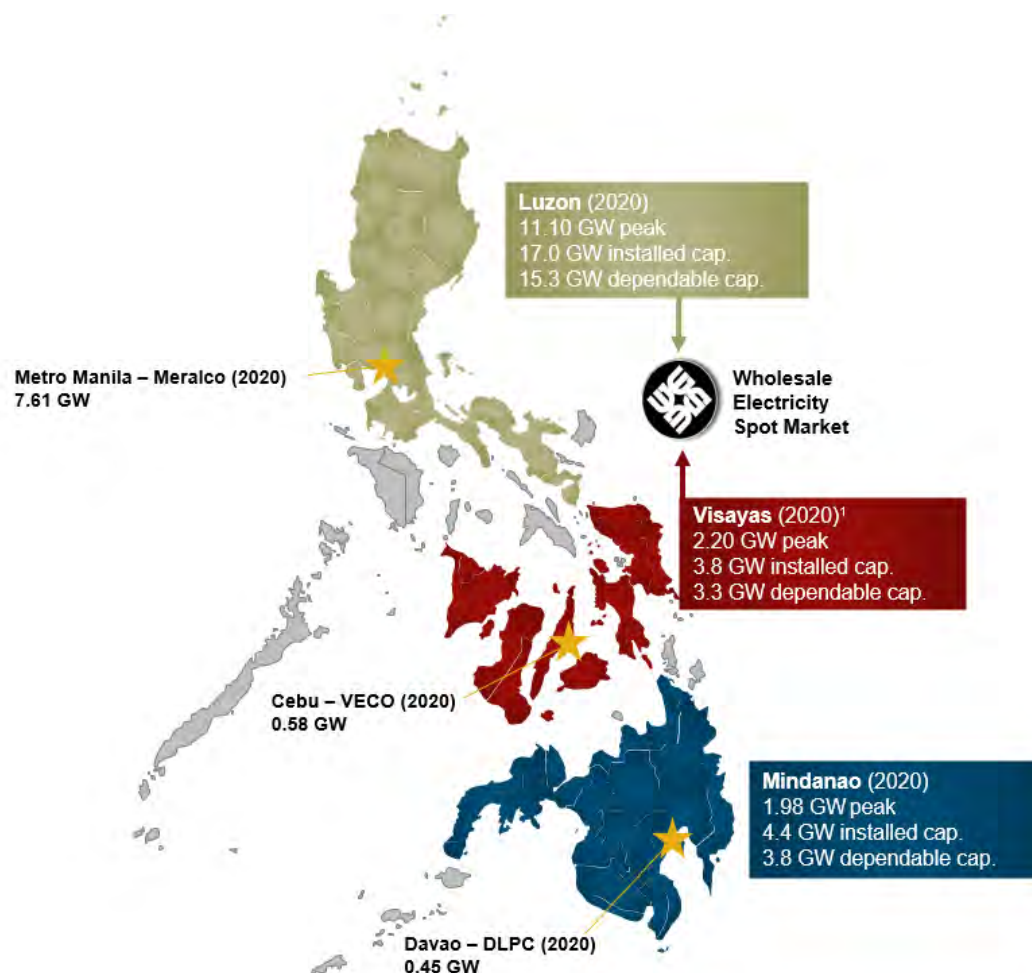 Luzon (2020)
11.10 GW peak
17.0 GW installed cap.
15.3 GW dependable cap.
Metro Manila – Meralco (2020)
7.61 GW
Wholesale
Electricity
Spot Market
Visayas (2020)¹
2.20 GW peak
3.8 GW installed cap.
3.3 GW dependable cap.
Cebu – VECO (2020)
0.58 GW
Mindanao (2020)
1.98 GW peak
4.4 GW installed cap.
3.8 GW dependable cap.
Davao – DLPC (2020)
0.45 GW